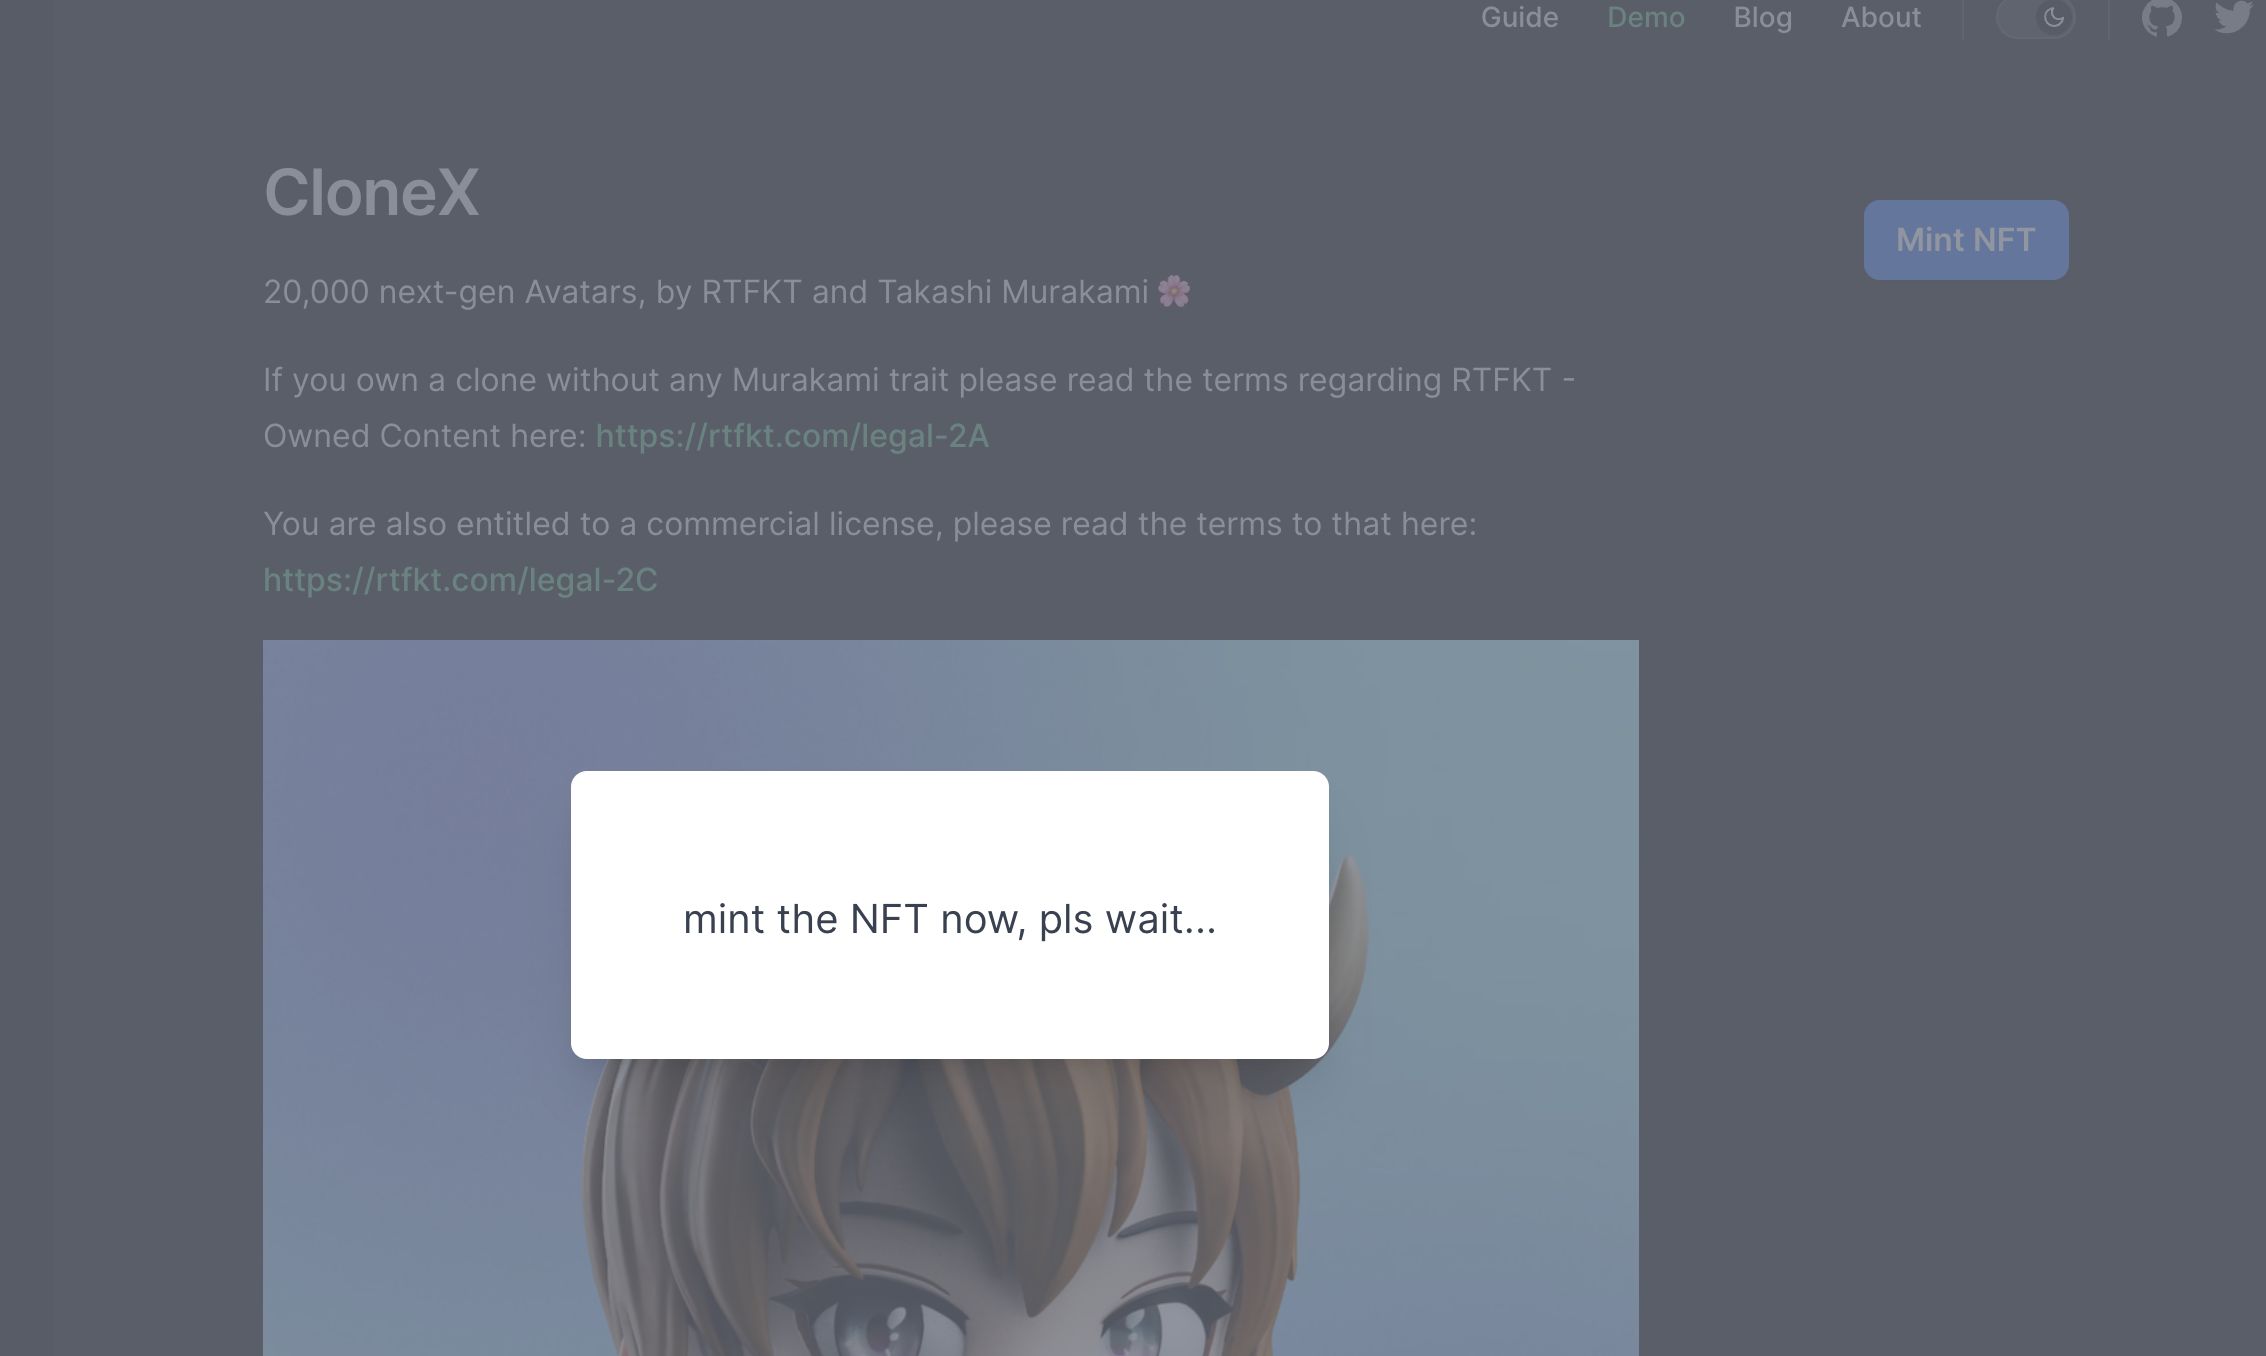 Guide Demo Blog About
CloneX
Mint NFT
20,000 next-gen Avatars, by RTFKT and Takashi Murakami 🌸
If you own a clone without any Murakami trait please read the terms regarding RTFKT -
Owned Content here: https://rtfkt.com/legal-2A
You are also entitled to a commercial license, please read the terms to that here:
https://rtfkt.com/legal-2C
mint the NFT now, pls wait...